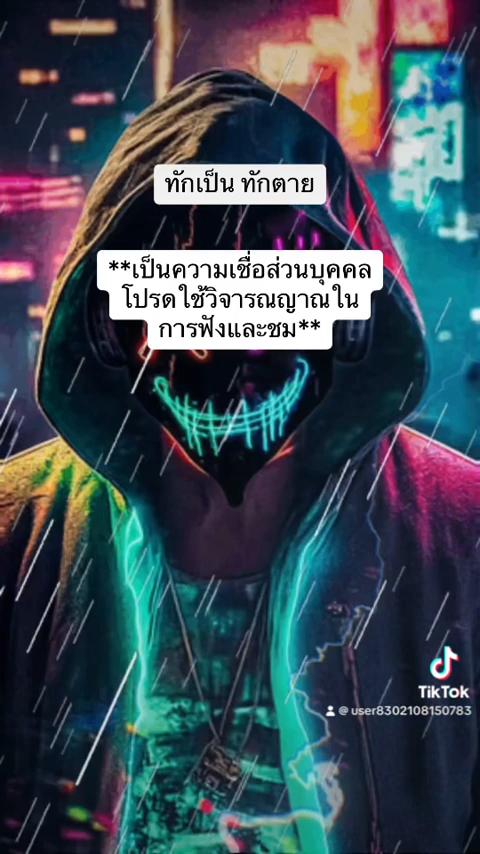 ทักเป็น ทักตาย
**เป็นความเชื่อส่วนบุคคล
โปรดใช้วิจารณญาณใน
การฟังและชม**
TikTok
@user8302108150783